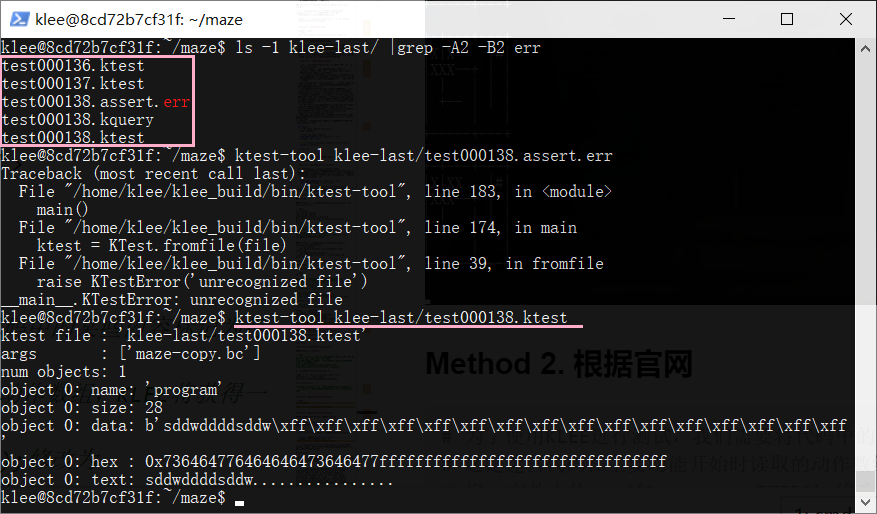 klee@8cd72b7cf31f: ~/maze
klee@8cd72b7cf31f:~/maze$ ls -1 klee-last/ |grep -A2 -B2 err
test000136.ktest
test000137.ktest
test000138.assert.err
test000138.kquery
test000138.ktest
klee@8cd72b7cf31f:~/maze$ ktest-tool klee-last/test000138.assert.err
Traceback (most recent call last):
  File "/home/klee/klee_build/bin/ktest-tool", line 183, in <module>
    main()
  File "/home/klee/klee_build/bin/ktest-tool", line 174, in main
    ktest = KTest.fromfile(file)
  File "/home/klee/klee_build/bin/ktest-tool", line 39, in fromfile
    raise KTestError('unrecognized file')
__main__.KTestError: unrecognized file
klee@8cd72b7cf31f:~/maze$ ktest-tool klee-last/test000138.ktest
ktest file : 'klee-last/test000138.ktest'
args       : ['maze-copy.bc']
num objects: 1
object 0: name: 'program'
object 0: size: 28
object 0: data: b'sddwddddsddw\xff\xff\xff\xff\xff\xff\xff\xff\xff\xff\xff\xff\xff\xff\xff\xff
'
object 0: hex : 0x736464776464646473646477ffffffffffffffffffffffffffffffff
object 0: text: sddwddddsddw................
klee@8cd72b7cf31f:~/maze$
Method 2. 根据官网